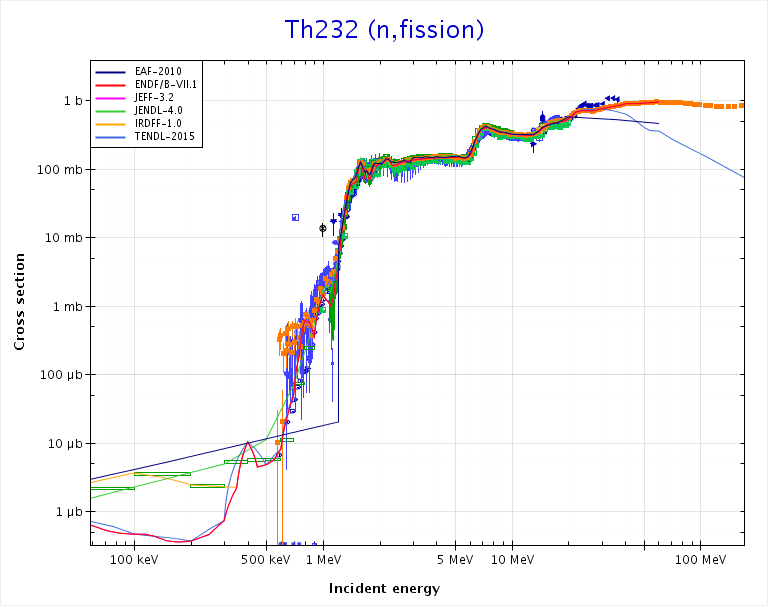 Th232 (n,fission)
EAF-2010
ENDF/B-VII.1
JEFF-3.2
JENDL-4.0
IRDFF-1.0
TENDL-2015
1 b
100 mb
10 mb
1 mb
100 µb
10 µb
1 µb
Cross section
100 keV 500 keV 1 MeV 5 MeV 10 MeV 100 MeV
Incident energy